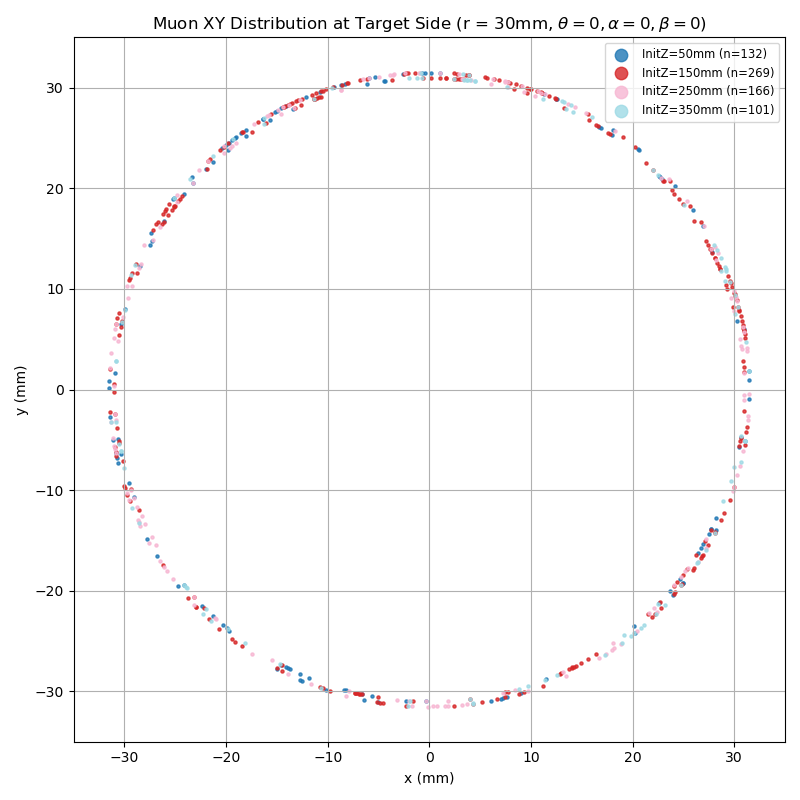 Muon XY Distribution at Target Side (r = 30mm, θ = 0, α = 0, β = 0)
InitZ=50mm (n=132)
InitZ=150mm (n=269)
InitZ=250mm (n=166)
InitZ=350mm (n=101)
30
20
10
0
−10
−20
−30
y (mm)
−30 −20 −10 0 10 20 30
x (mm)